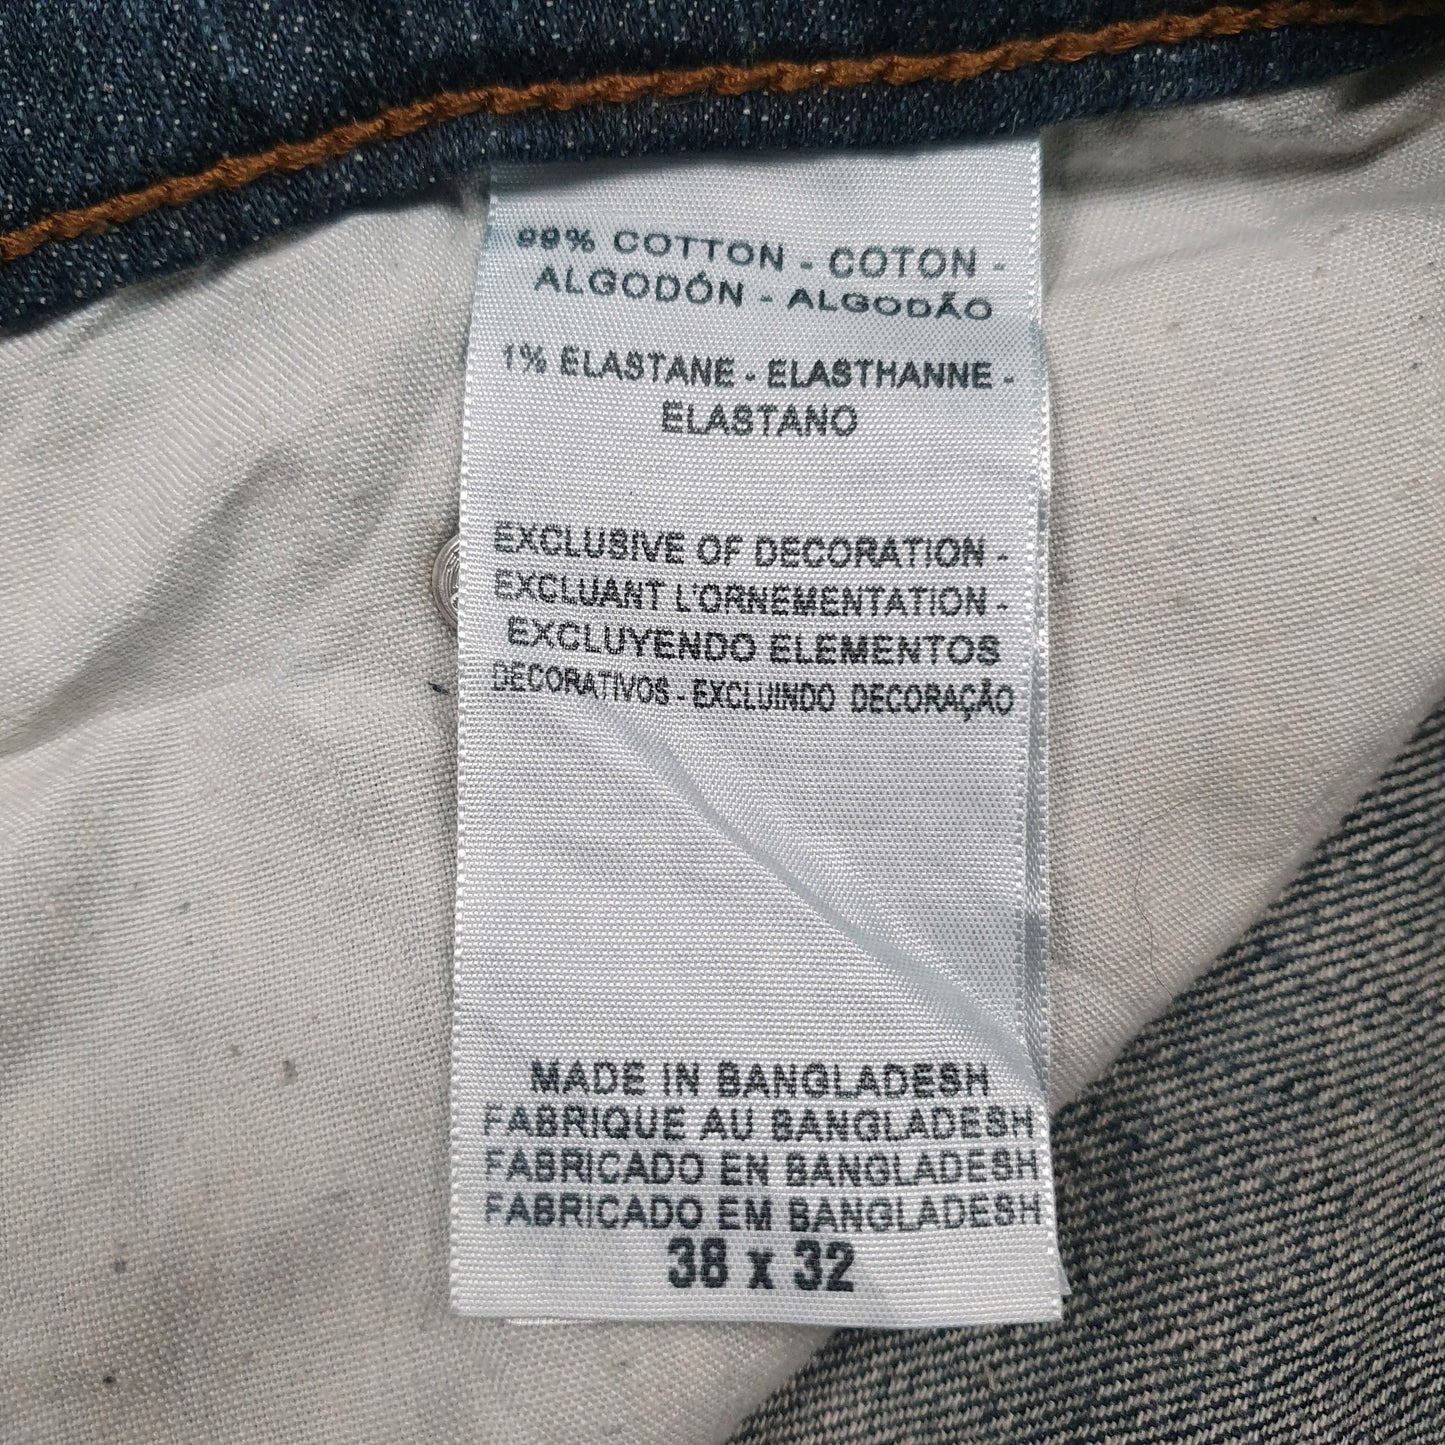 99% COTTON - COTON -
ALGODÓN - ALGODÃO
1% ELASTANE - ELASTHANNE -
ELASTANO
EXCLUSIVE OF DECORATION -
EXCLUANT L'ORNEMENTATION -
EXCLUYENDO ELEMENTOS
DECORATIVOS - EXCLUINDO DECORAÇÃO
MADE IN BANGLADESH
FABRIQUE AU BANGLADESH
FABRICADO EN BANGLADESH
FABRICADO EM BANGLADESH
38 x 32